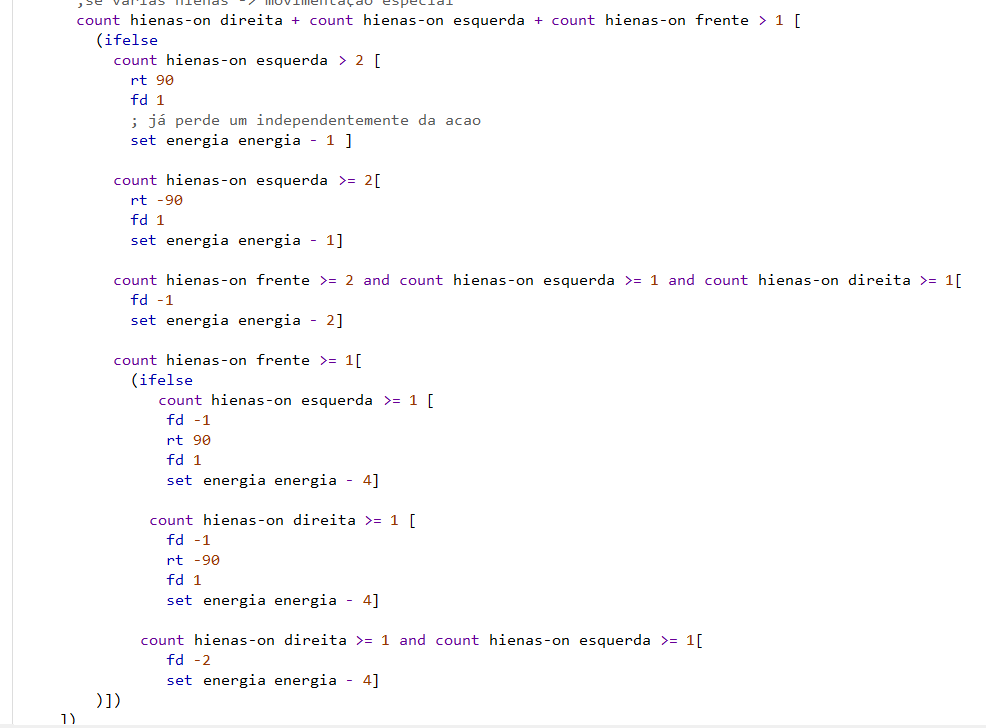 ;se várias hienas -> movimentação especial
count hienas-on direita + count hienas-on esquerda + count hienas-on frente > 1 [
(ifelse
count hienas-on esquerda > 2 [
rt 90
fd 1
; já perde um independentemente da acao
set energia energia - 1 ]
count hienas-on esquerda >= 2[
rt -90
fd 1
set energia energia - 1]
count hienas-on frente >= 2 and count hienas-on esquerda >= 1 and count hienas-on direita >= 1[
fd -1
set energia energia - 2]
count hienas-on frente >= 1[
(ifelse
count hienas-on esquerda >= 1 [
fd -1
rt 90
fd 1
set energia energia - 4]
count hienas-on direita >= 1 [
fd -1
rt -90
fd 1
set energia energia - 4]
count hienas-on direita >= 1 and count hienas-on esquerda >= 1[
fd -2
set energia energia - 4]
)])
])